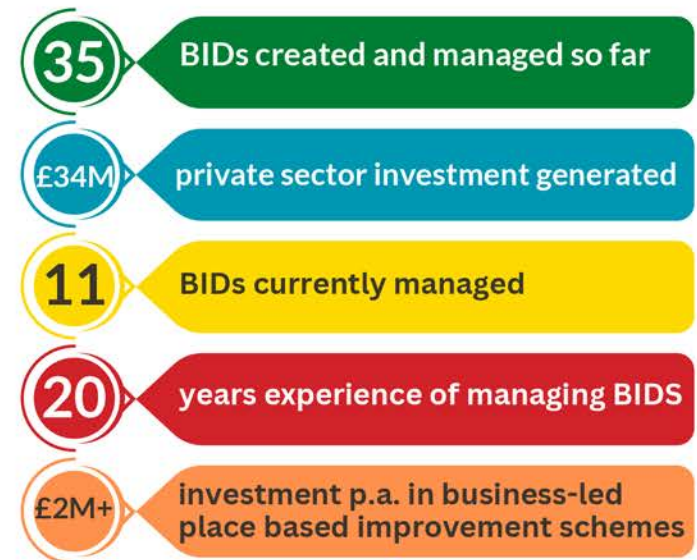 35
BIDs created and managed so far
£34M
private sector investment generated
11
BIDs currently managed
20
years experience of managing BIDS
£2M+
investment p.a. in business-led
place based improvement schemes